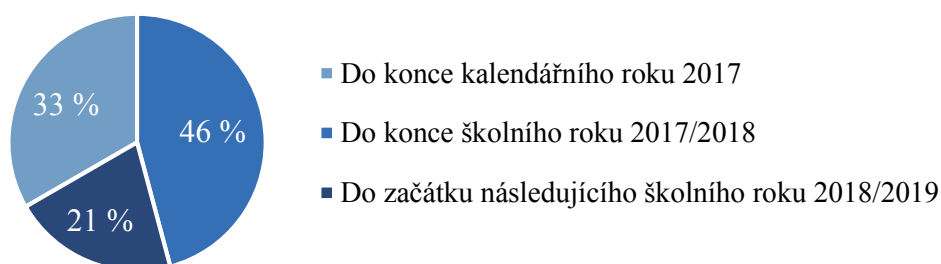 33 %
46 %
21 %
Do konce kalendářního roku 2017
Do konce školního roku 2017/2018
Do začátku následujícího školního roku 2018/2019